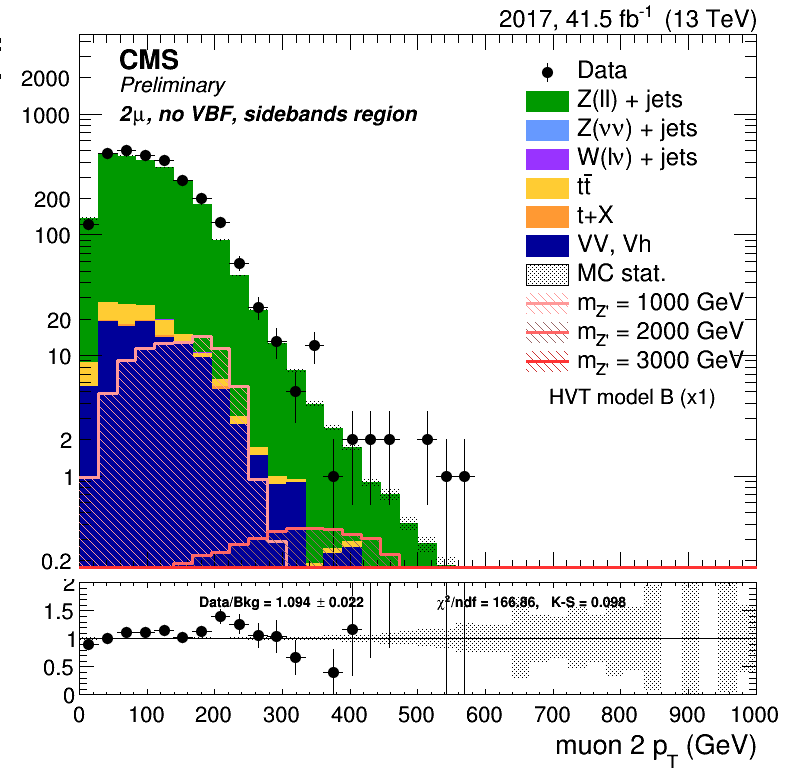 2017, 41.5 fb⁻¹ (13 TeV)
CMS
Preliminary
2μ, no VBF, sidebands region
Data
Z(ll) + jets
Z(νν) + jets
W(lν) + jets
tt̄
t+X
VV, Vh
MC stat.
m_Z' = 1000 GeV
m_Z' = 2000 GeV
m_Z' = 3000 GeV
HVT model B (x1)
2000
1000
200
100
20
10
2
1
0.2
Data/Bkg = 1.094 ± 0.022 χ²/ndf = 166.86, K-S = 0.098
2
1.5
1
0.5
0
0 100 200 300 400 500 600 700 800 900 1000
muon 2 p_T (GeV)